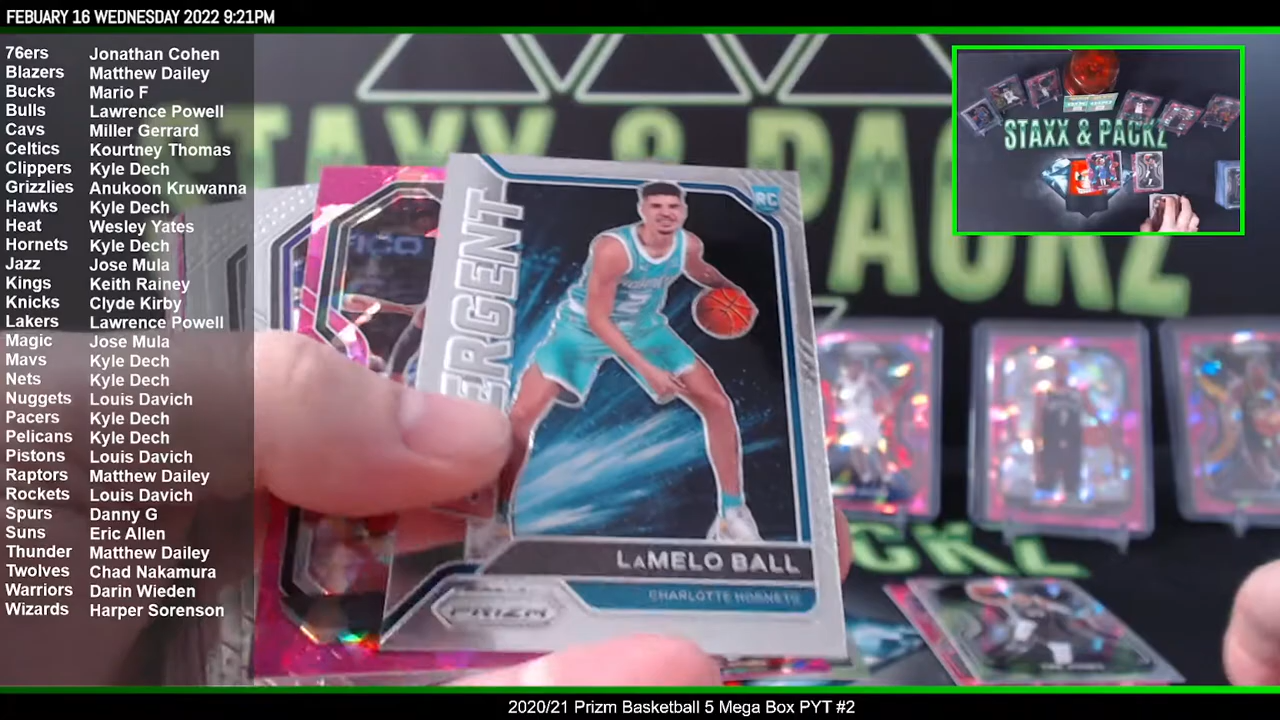 FEBUARY 16 WEDNESDAY 2022 9:21PM
76ers Jonathan Cohen
Blazers Matthew Dailey
Bucks Mario F
Bulls Lawrence Powell
Cavs Miller Gerrard
Celtics Kourtney Thomas
Clippers Kyle Dech
Grizzlies Anukoon Kruwanna
Hawks Kyle Dech
Heat Wesley Yates
Hornets Kyle Dech
Jazz Jose Mula
Kings Keith Rainey
Knicks Clyde Kirby
Lakers Lawrence Powell
Magic Jose Mula
Mavs Kyle Dech
Nets Kyle Dech
Nuggets Louis Davich
Pacers Kyle Dech
Pelicans Kyle Dech
Pistons Louis Davich
Raptors Matthew Dailey
Rockets Louis Davich
Spurs Danny G
Suns Eric Allen
Thunder Matthew Dailey
Twolves Chad Nakamura
Warriors Darin Wieden
Wizards Harper Sorenson
STAXX & PACKZ
TAXX & PACKZ
ERGENT
RC
LAMELO BALL
CHARLOTTE HORNETS
PRIZM
2020/21 Prizm Basketball 5 Mega Box PYT #2